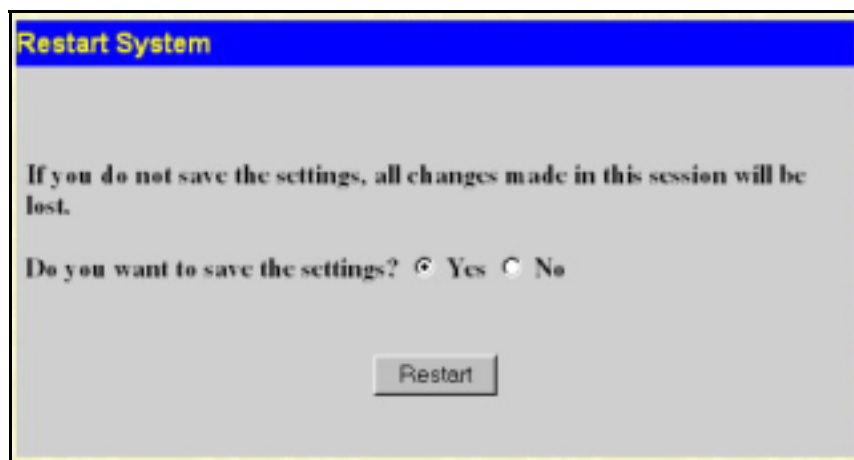 Restart System
If you do not save the settings, all changes made in this session will be
lost.
Do you want to save the settings? Yes No
Restart